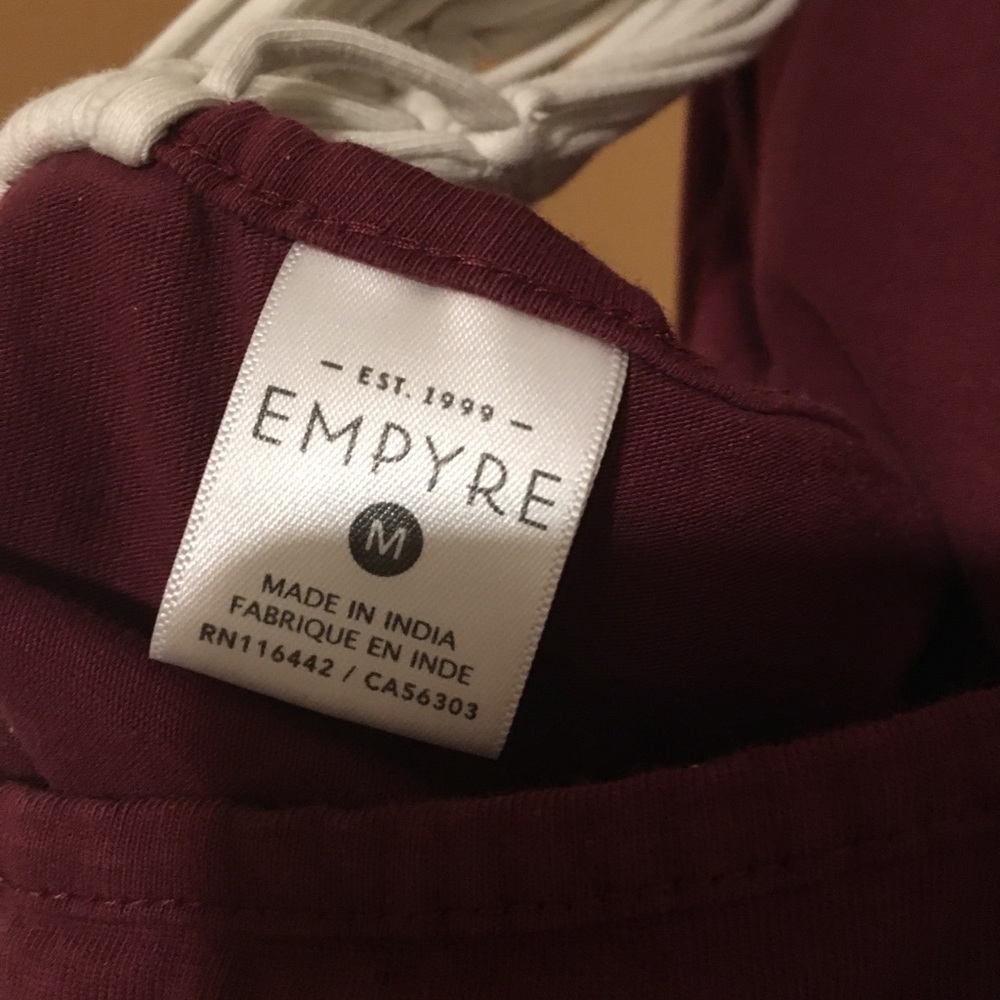 — EST. 1999 —
EMPYRE
M
MADE IN INDIA
FABRIQUE EN INDE
RN116442 / CA56303